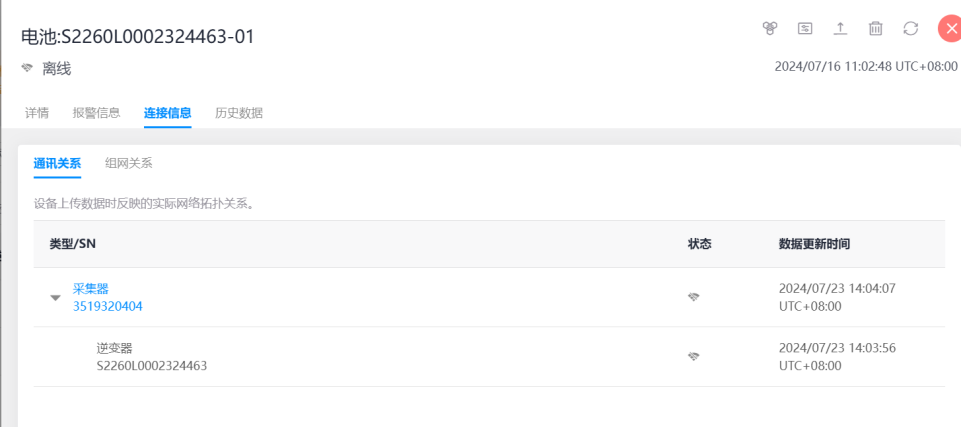 电池:S2260L0002324463-01
离线
2024/07/16 11:02:48 UTC+08:00
详情 报警信息 连接信息 历史数据
通讯关系 组网关系
设备上传数据时反映的实际网络拓扑关系。
类型/SN 状态 数据更新时间
采集器
3519320404
2024/07/23 14:04:07
UTC+08:00
逆变器
S2260L0002324463
2024/07/23 14:03:56
UTC+08:00